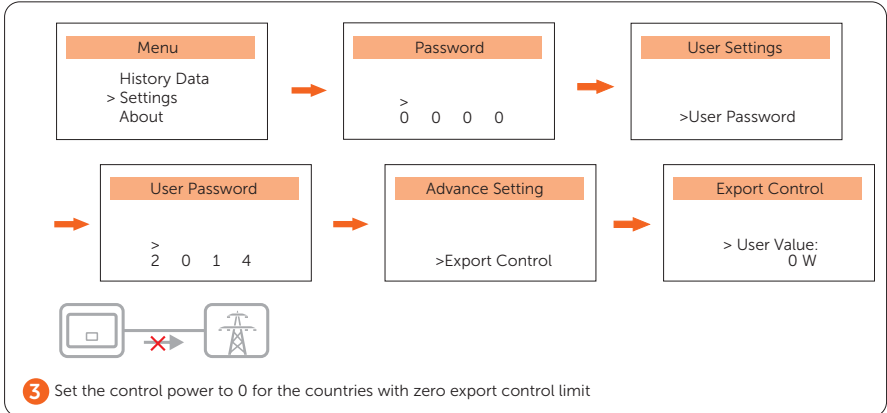 Menu
History Data
> Settings
About
Password
>
0 0 0 0
User Settings
>User Password
User Password
>
2 0 1 4
Advance Setting
>Export Control
Export Control
> User Value:
0 W
3 Set the control power to 0 for the countries with zero export control limit